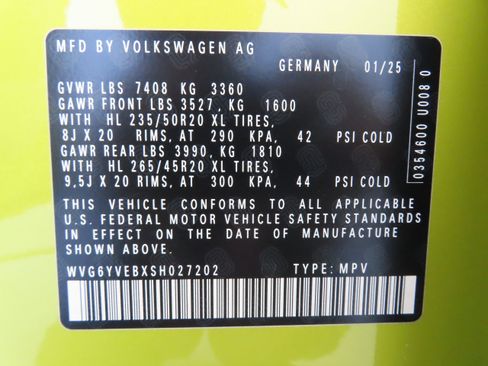 MFD BY VOLKSWAGEN AG
GERMANY 01/25
GVWR LBS 7408 KG 3360
GAWR FRONT LBS 3527 , KG 1600
WITH HL 235/50R20 XL TIRES,
8J X 20 RIMS, AT 290 KPA, 42 PSI COLD
GAWR REAR LBS 3990, KG 1810
WITH HL 265/45R20 XL TIRES,
9,5J X 20 RIMS, AT 300 KPA, 44 PSI COLD
THIS VEHICLE CONFORMS TO ALL APPLICABLE
U.S. FEDERAL MOTOR VEHICLE SAFETY STANDARDS
IN EFFECT ON THE DATE OF MANUFACTURE
SHOWN ABOVE.
WVG6YVEBXSH027202 TYPE: MPV
0354600 U008 0